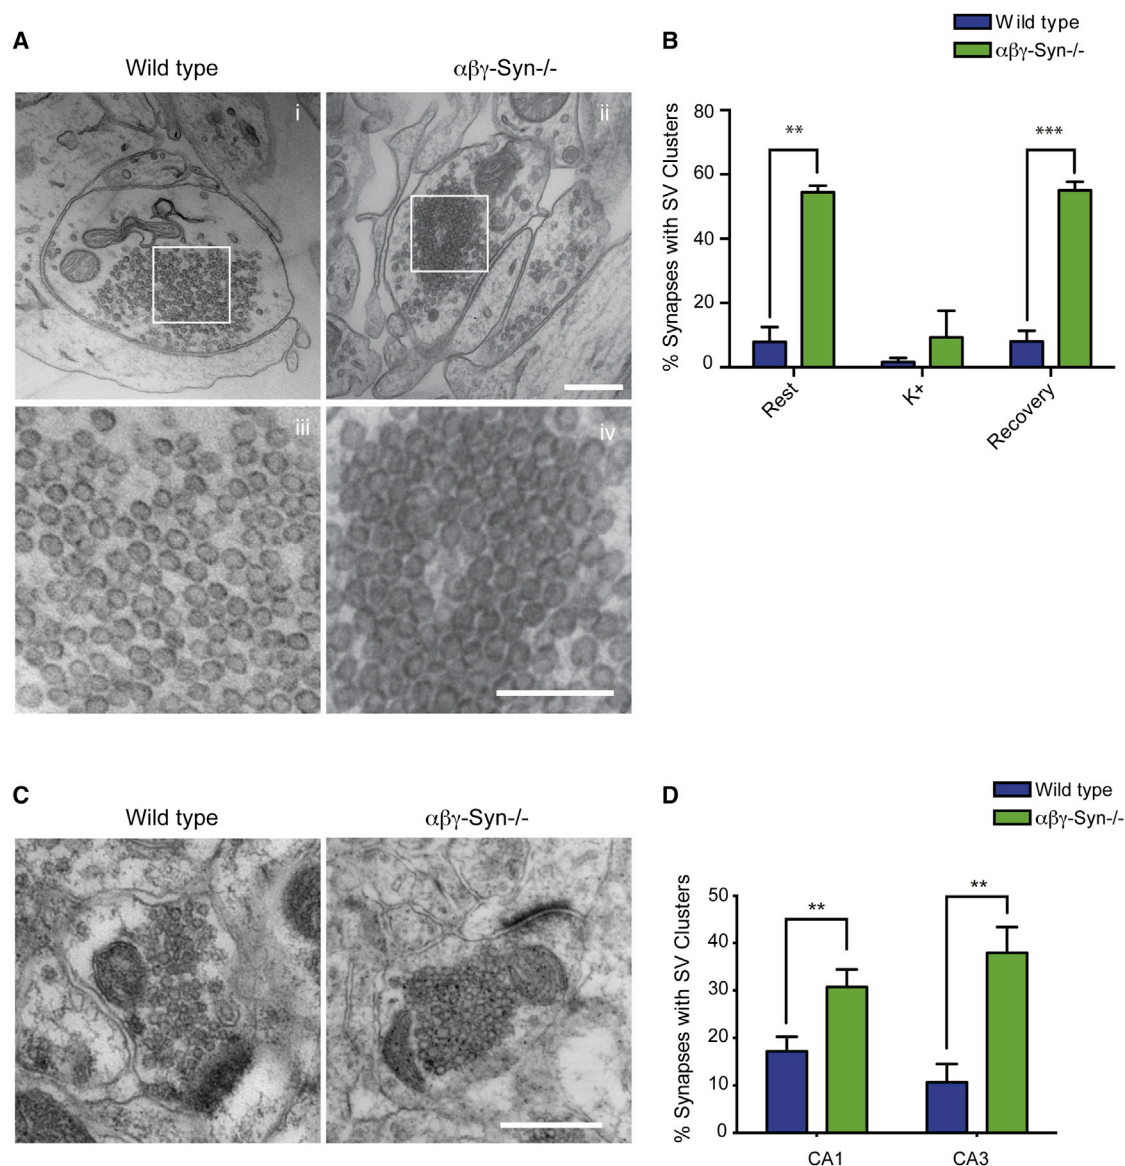 A
Wild type
αβγ-Syn-/-
i
ii
iii
iv
B
Wild type
αβγ-Syn-/-
% Synapses with SV Clusters
80
60
40
20
0
**
***
Rest
K+
Recovery
C
Wild type
αβγ-Syn-/-
D
Wild type
αβγ-Syn-/-
% Synapses with SV Clusters
50
40
30
20
10
0
**
**
CA1
CA3